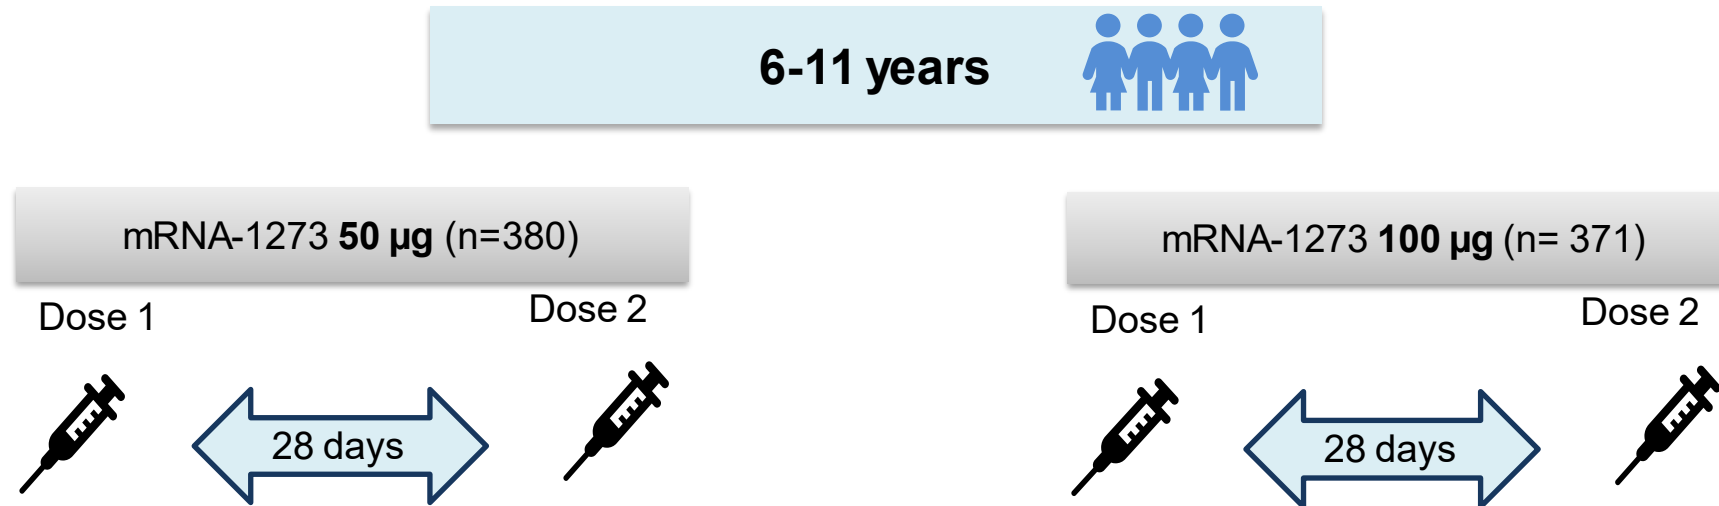 6-11 years
mRNA-1273 50 µg (n=380)
Dose 1
Dose 2
28 days
mRNA-1273 100 µg (n= 371)
Dose 1
Dose 2
28 days